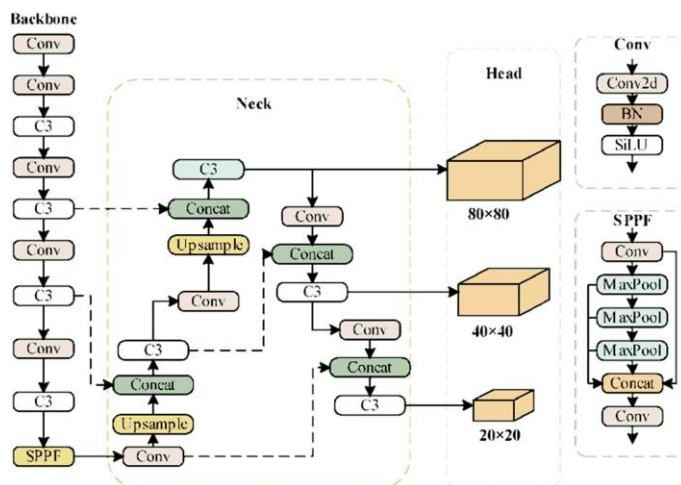 Backbone
Conv
Conv
C3
Conv
C3
Conv
C3
Conv
C3
SPPF
Neck
C3
Concat
Upsample
Conv
C3
Concat
Upsample
Conv
Conv
Concat
C3
Conv
Concat
C3
Head
80×80
40×40
20×20
Conv
Conv2d
BN
SiLU
SPPF
Conv
MaxPool
MaxPool
MaxPool
Concat
Conv